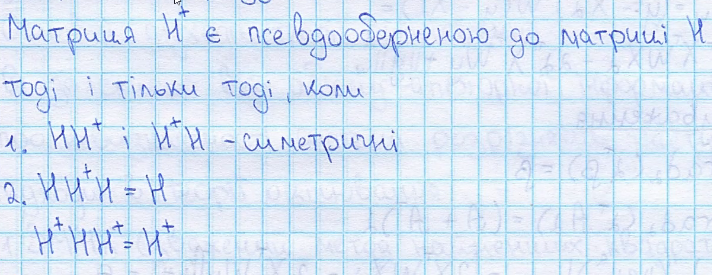 Матриця H⁺ є псевдооберненою до матриці H
тоді і тільки тоді, коли
1. HH⁺ і H⁺H – симетричні
2. HH⁺H = H
H⁺HH⁺ = H⁺